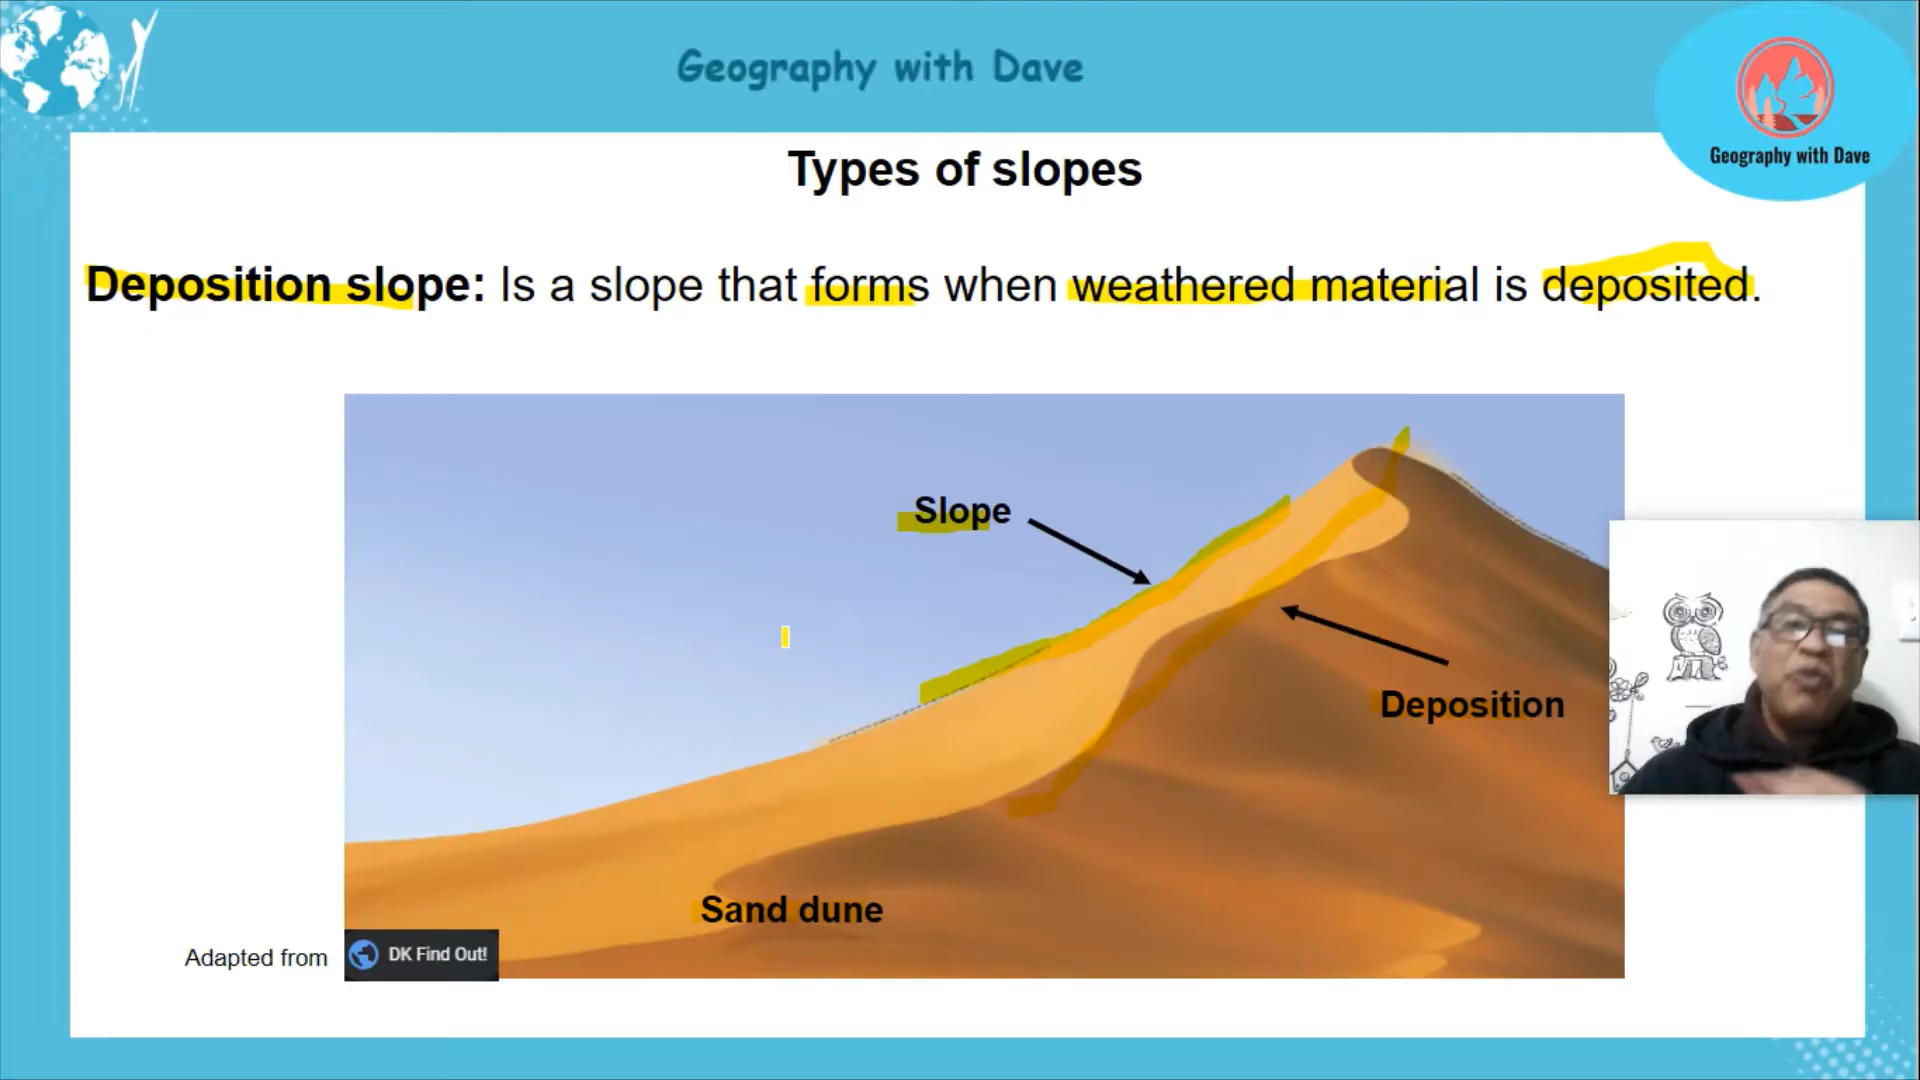 Geography with Dave
Geography with Dave
Types of slopes
Deposition slope: Is a slope that forms when weathered material is deposited.
Slope
Deposition
Sand dune
Adapted from
DK Find Out!